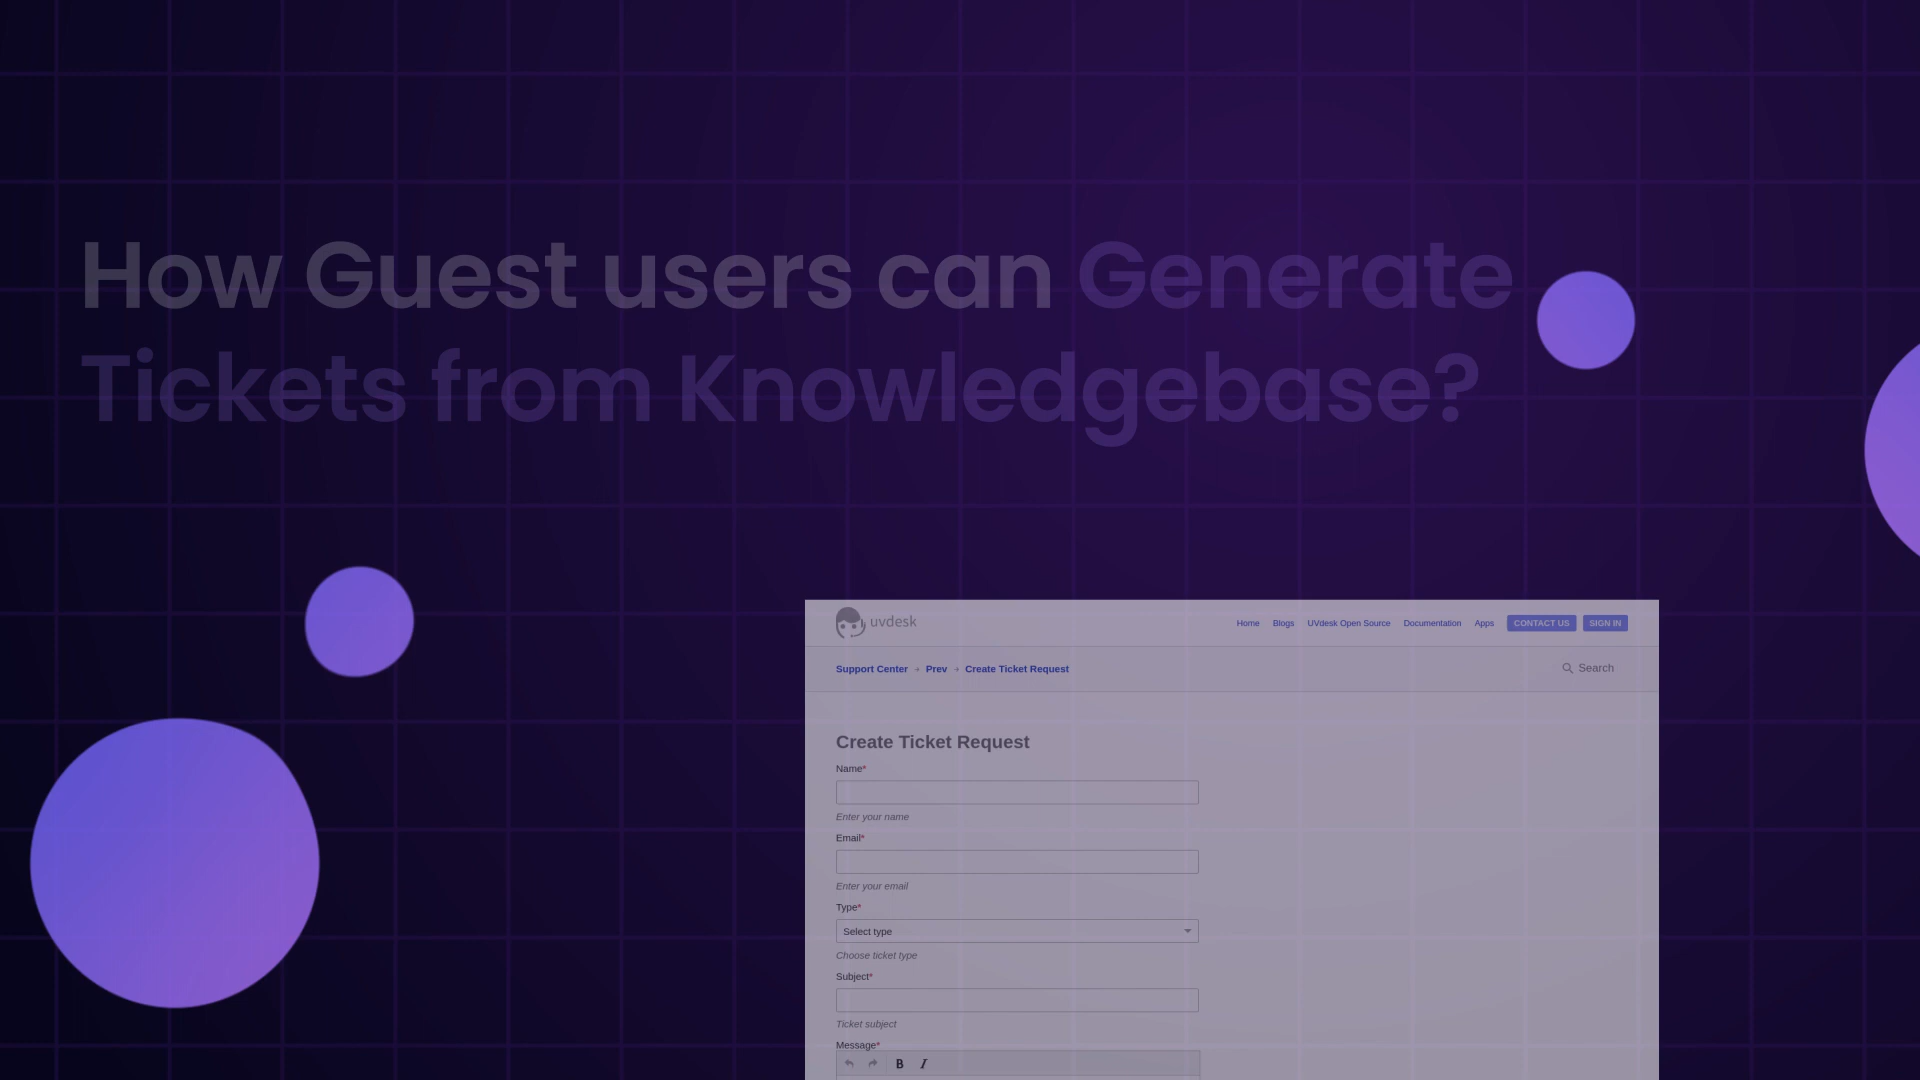 How Guest users can Generate
Tickets from Knowledgebase?
uvdesk
Home Blogs UVdesk Open Source Documentation Apps CONTACT US SIGN IN
Support Center → Prev → Create Ticket Request
Search
Create Ticket Request
Name*
Enter your name
Email*
Enter your email
Type*
Select type
Choose ticket type
Subject*
Ticket subject
Message*
B I